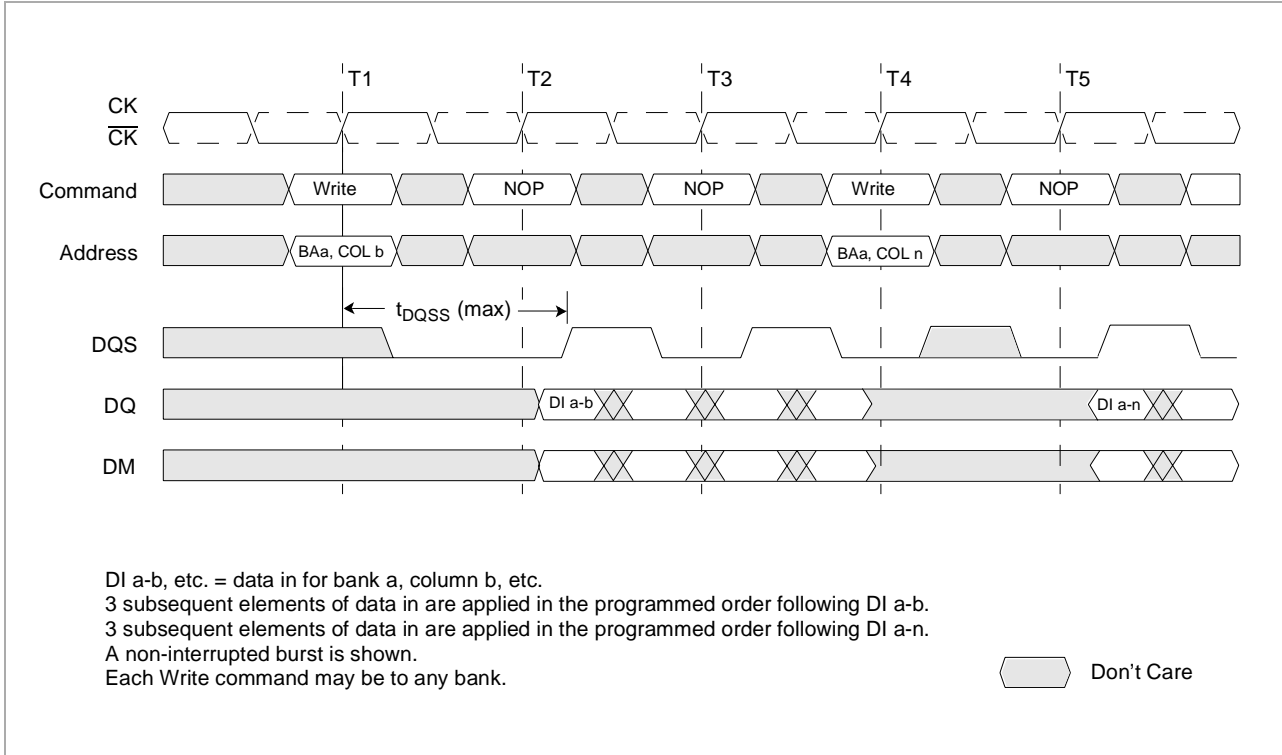 T1 T2 T3 T4 T5
CK
CK
Command Write NOP NOP Write NOP
Address BAa, COL b BAa, COL n
tDQSS (max)
DQS
DQ DI a-b DI a-n
DM
DI a-b, etc. = data in for bank a, column b, etc.
3 subsequent elements of data in are applied in the programmed order following DI a-b.
3 subsequent elements of data in are applied in the programmed order following DI a-n.
A non-interrupted burst is shown.
Each Write command may be to any bank.
Don't Care